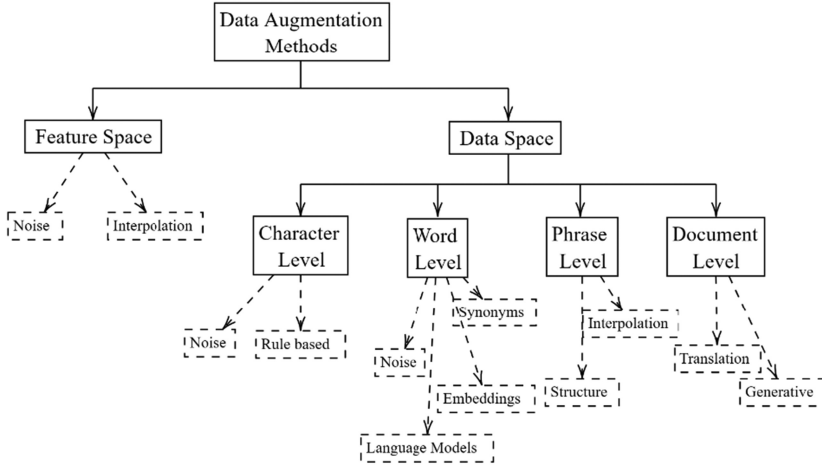 Data Augmentation
Methods
Feature Space
Data Space
Noise
Interpolation
Character
Level
Word
Level
Phrase
Level
Document
Level
Noise
Rule based
Noise
Synonyms
Embeddings
Language Models
Interpolation
Structure
Translation
Generative